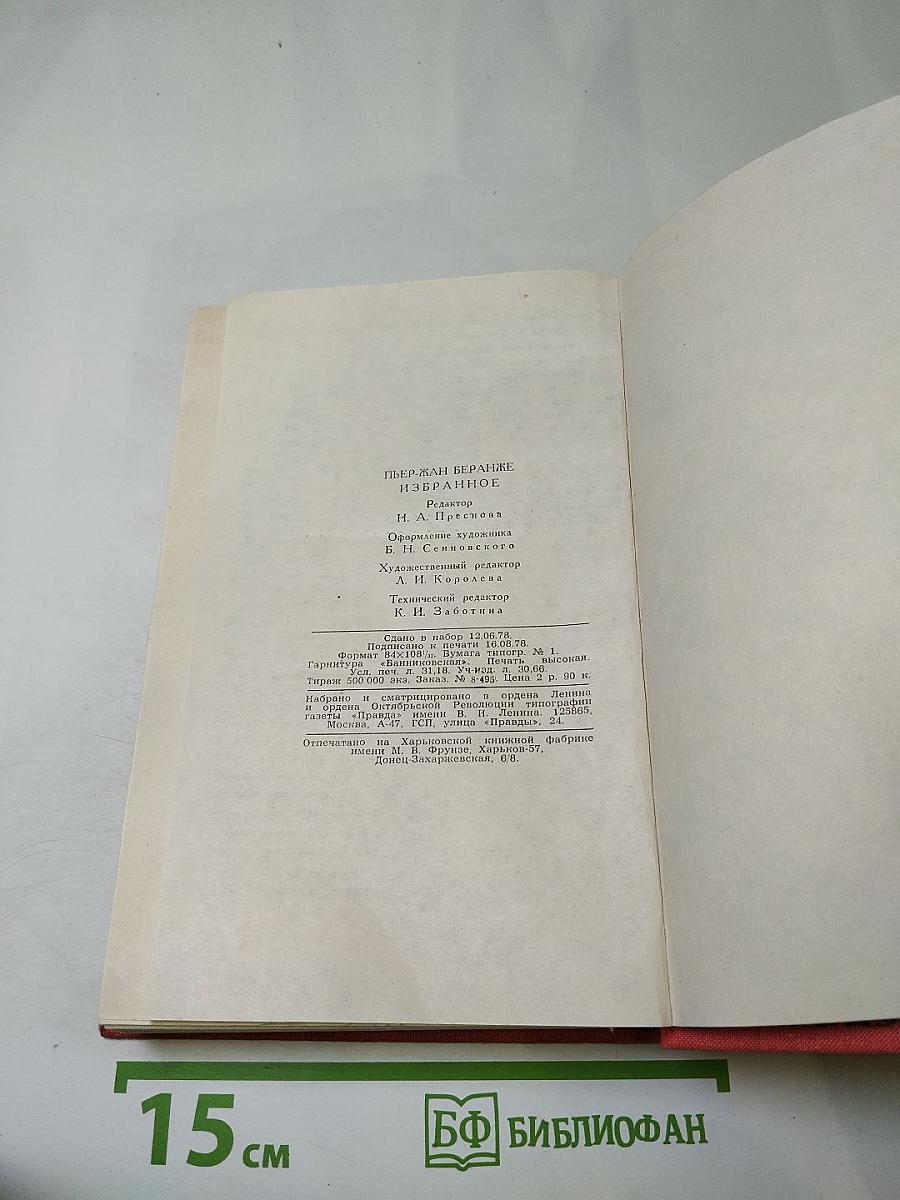 ПЬЕР-ЖАН БЕРАНЖЕ
ИЗБРАННОЕ
Редактор
Н. А. Преснова
Оформление художника
Б. Н. Сенновского
Художественный редактор
Л. И. Королева
Технический редактор
К. И. Заботина
Сдано в набор 12.06.78.
Подписано к печати 16.08.78.
Формат 84×108¹/₃₂. Бумага типогр. № 1.
Гарнитура «Банниковская». Печать высокая.
Усл. печ. л. 31,18. Уч-изд. л. 30,66.
Тираж 500 000 экз. Заказ. № 8-495. Цена 2 р. 90 к.
Набрано и сматрицировано в ордена Ленина
и ордена Октябрьской Революции типографии
газеты «Правда» имени В. И. Ленина. 125865,
Москва, А-47, ГСП, улица «Правды», 24.
Отпечатано на Харьковской книжной фабрике
имени М. В. Фрунзе, Харьков-57,
Донец-Захаржевская, 6/8.
15 см
БФ БИБЛИОФАН